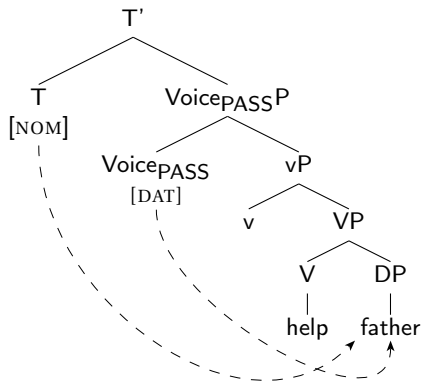 T'
T VoicePASSP
[NOM]
VoicePASS vP
[DAT]
v VP
V DP
help father